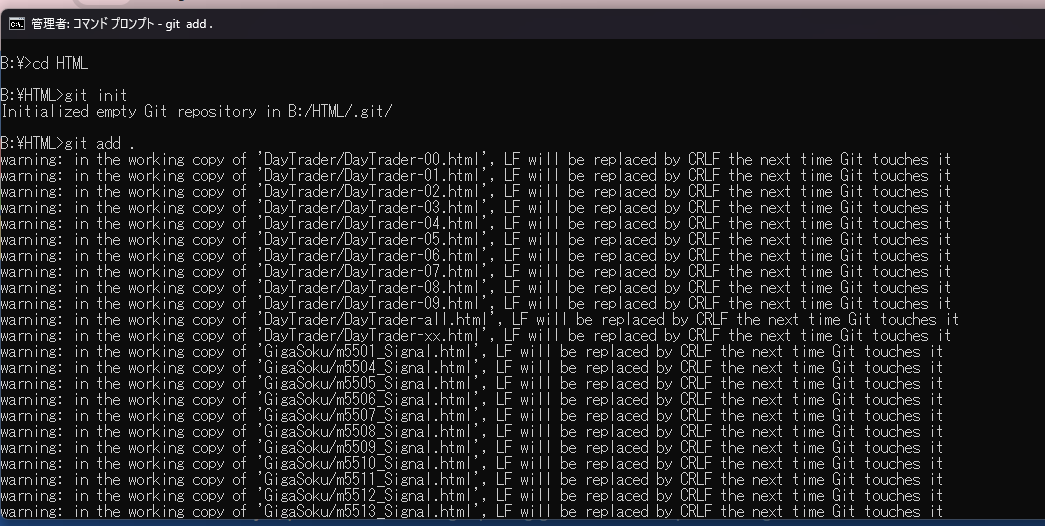 管理者: コマンド プロンプト - git add .
B:¥>cd HTML
B:¥HTML>git init
Initialized empty Git repository in B:/HTML/.git/
B:¥HTML>git add .
warning: in the working copy of 'DayTrader/DayTrader-00.html', LF will be replaced by CRLF the next time Git touches it
warning: in the working copy of 'DayTrader/DayTrader-01.html', LF will be replaced by CRLF the next time Git touches it
warning: in the working copy of 'DayTrader/DayTrader-02.html', LF will be replaced by CRLF the next time Git touches it
warning: in the working copy of 'DayTrader/DayTrader-03.html', LF will be replaced by CRLF the next time Git touches it
warning: in the working copy of 'DayTrader/DayTrader-04.html', LF will be replaced by CRLF the next time Git touches it
warning: in the working copy of 'DayTrader/DayTrader-05.html', LF will be replaced by CRLF the next time Git touches it
warning: in the working copy of 'DayTrader/DayTrader-06.html', LF will be replaced by CRLF the next time Git touches it
warning: in the working copy of 'DayTrader/DayTrader-07.html', LF will be replaced by CRLF the next time Git touches it
warning: in the working copy of 'DayTrader/DayTrader-08.html', LF will be replaced by CRLF the next time Git touches it
warning: in the working copy of 'DayTrader/DayTrader-09.html', LF will be replaced by CRLF the next time Git touches it
warning: in the working copy of 'DayTrader/DayTrader-all.html', LF will be replaced by CRLF the next time Git touches it
warning: in the working copy of 'DayTrader/DayTrader-xx.html', LF will be replaced by CRLF the next time Git touches it
warning: in the working copy of 'GigaSoku/m5501_Signal.html', LF will be replaced by CRLF the next time Git touches it
warning: in the working copy of 'GigaSoku/m5504_Signal.html', LF will be replaced by CRLF the next time Git touches it
warning: in the working copy of 'GigaSoku/m5505_Signal.html', LF will be replaced by CRLF the next time Git touches it
warning: in the working copy of 'GigaSoku/m5506_Signal.html', LF will be replaced by CRLF the next time Git touches it
warning: in the working copy of 'GigaSoku/m5507_Signal.html', LF will be replaced by CRLF the next time Git touches it
warning: in the working copy of 'GigaSoku/m5508_Signal.html', LF will be replaced by CRLF the next time Git touches it
warning: in the working copy of 'GigaSoku/m5509_Signal.html', LF will be replaced by CRLF the next time Git touches it
warning: in the working copy of 'GigaSoku/m5510_Signal.html', LF will be replaced by CRLF the next time Git touches it
warning: in the working copy of 'GigaSoku/m5511_Signal.html', LF will be replaced by CRLF the next time Git touches it
warning: in the working copy of 'GigaSoku/m5512_Signal.html', LF will be replaced by CRLF the next time Git touches it
warning: in the working copy of 'GigaSoku/m5513_Signal.html', LF will be replaced by CRLF the next time Git touches it